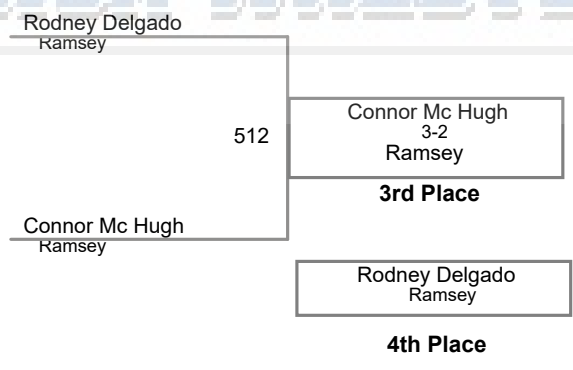 Rodney Delgado
Ramsey
512
Connor Mc Hugh
3-2
Ramsey
3rd Place
Connor Mc Hugh
Ramsey
Rodney Delgado
Ramsey
4th Place